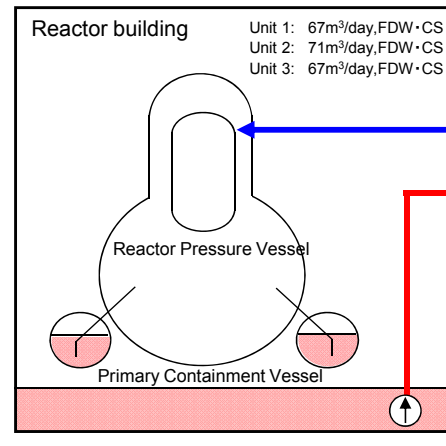 Reactor building
Unit 1: 67m³/day,FDW・CS
Unit 2: 71m³/day,FDW・CS
Unit 3: 67m³/day,FDW・CS
Reactor Pressure Vessel
Primary Containment Vessel